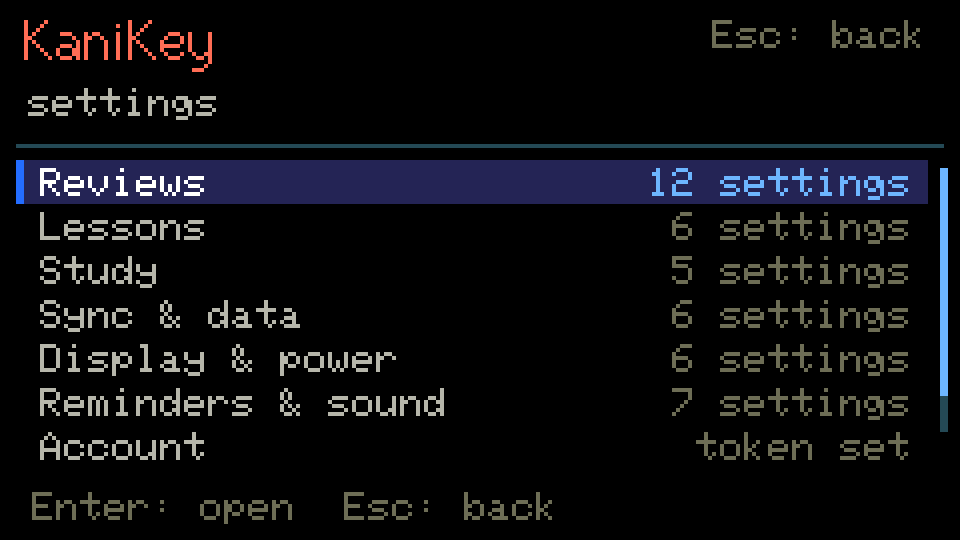 KaniKey
Esc: back
settings
Reviews 12 settings
Lessons 6 settings
Study 5 settings
Sync & data 6 settings
Display & power 6 settings
Reminders & sound 7 settings
Account token set
Enter: open Esc: back